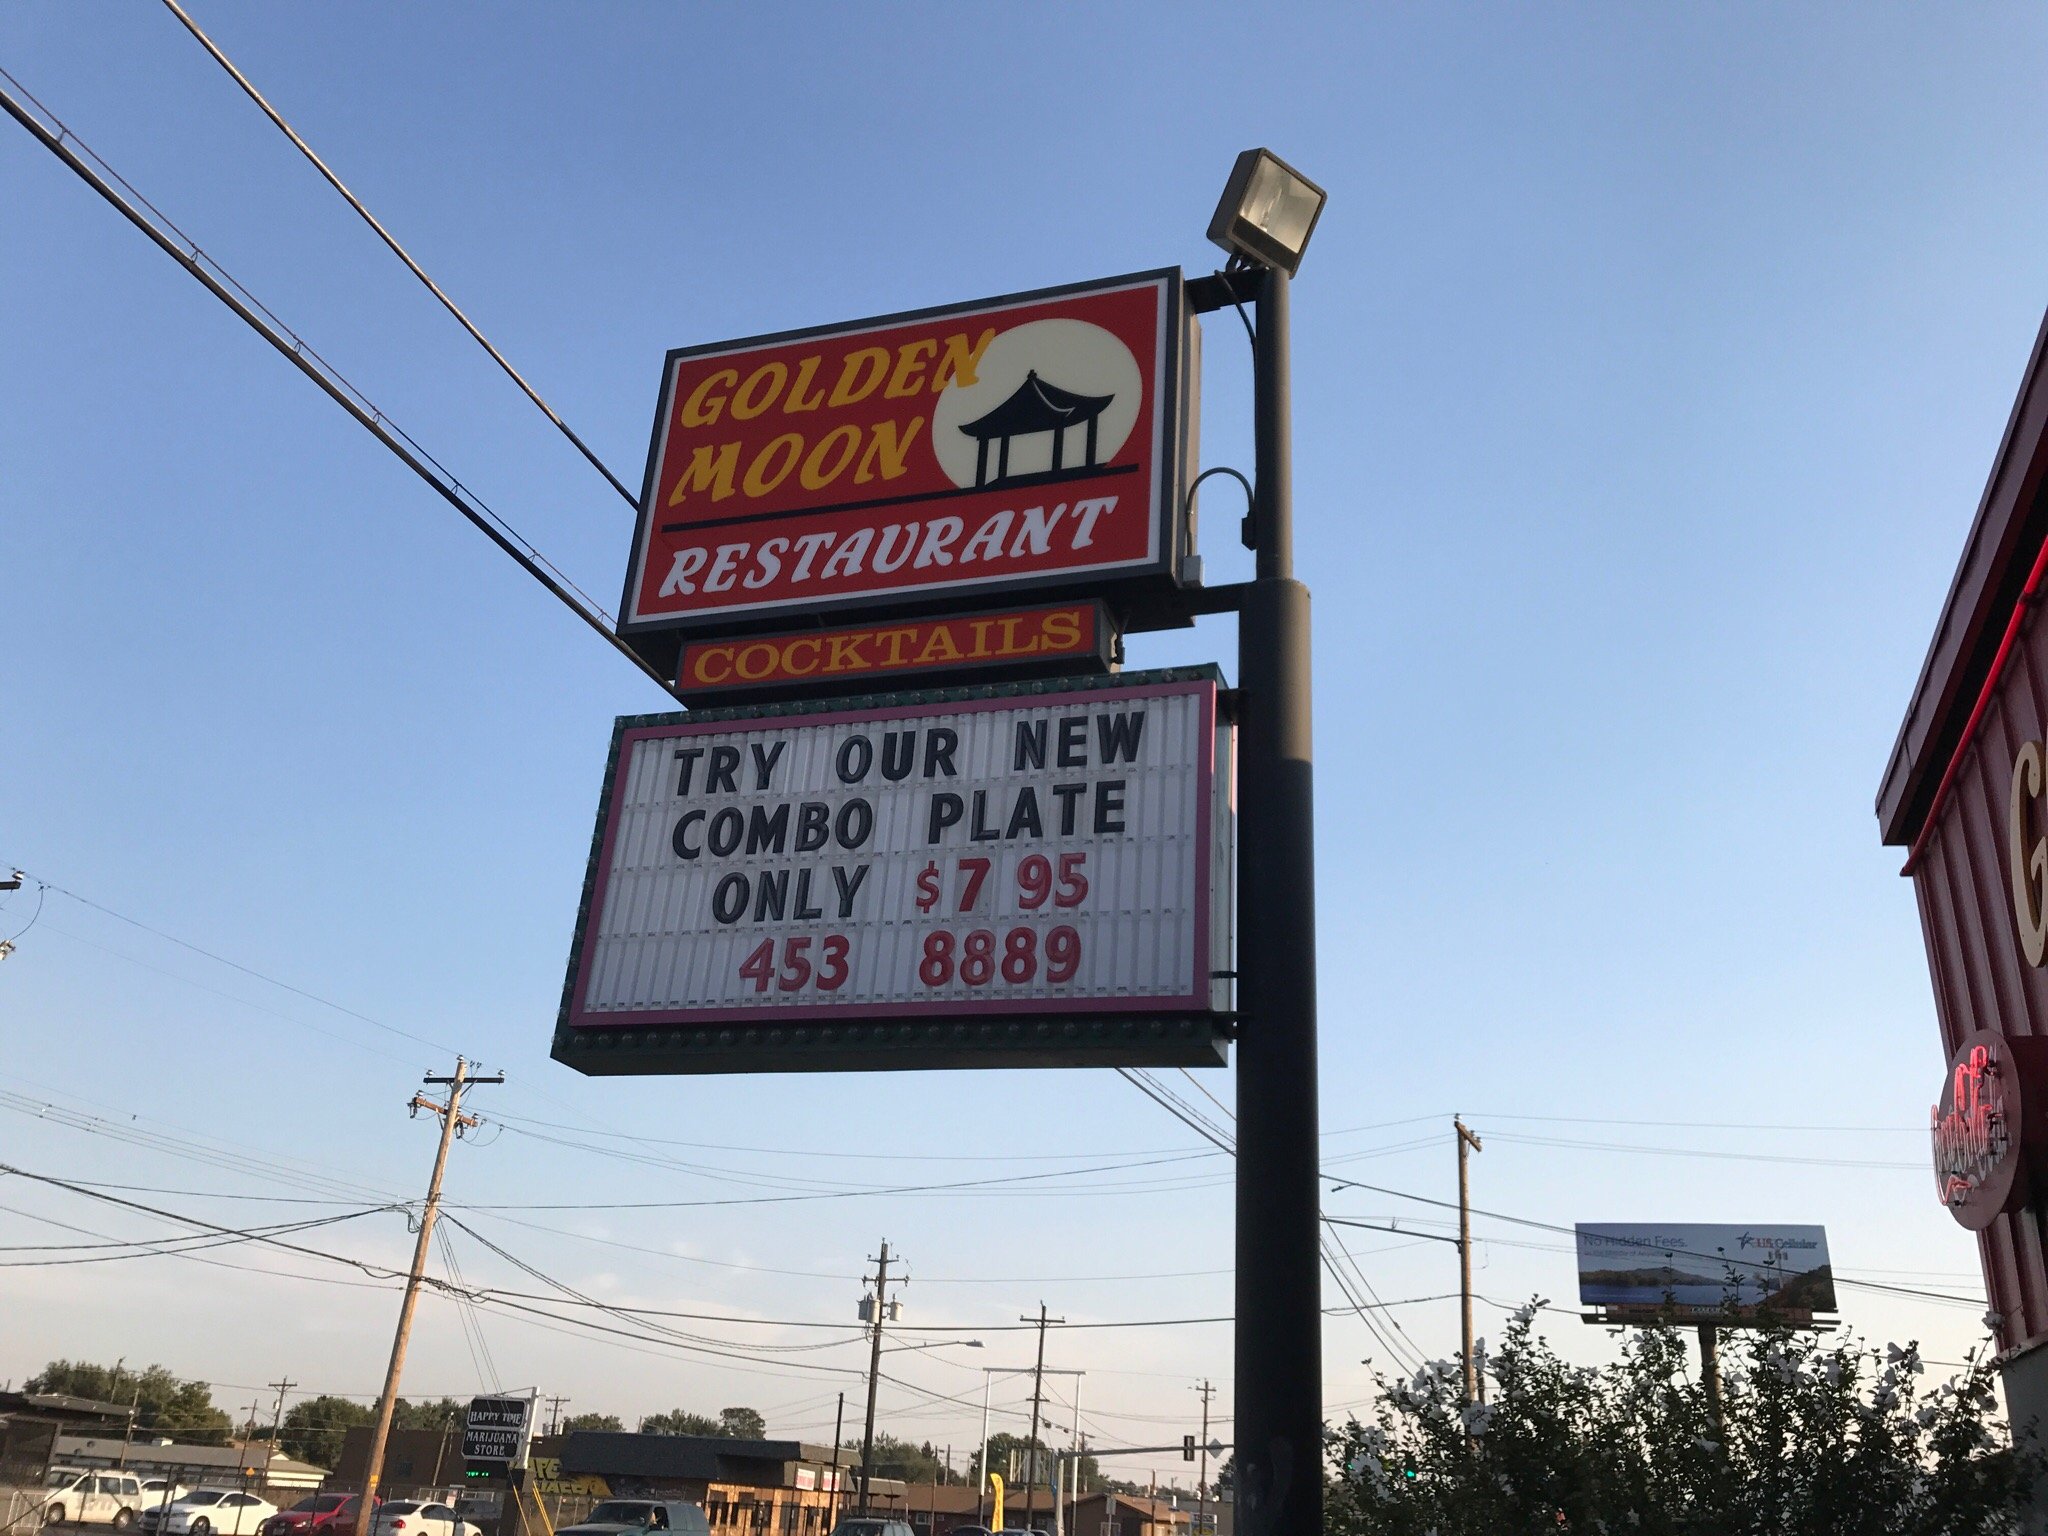 GOLDEN
MOON
RESTAURANT
COCKTAILS
TRY OUR NEW
COMBO PLATE
ONLY $7 95
453 8889
No Hidden Fees.
US Cellular
HAPPY TIME
MARIJUANA
STORE